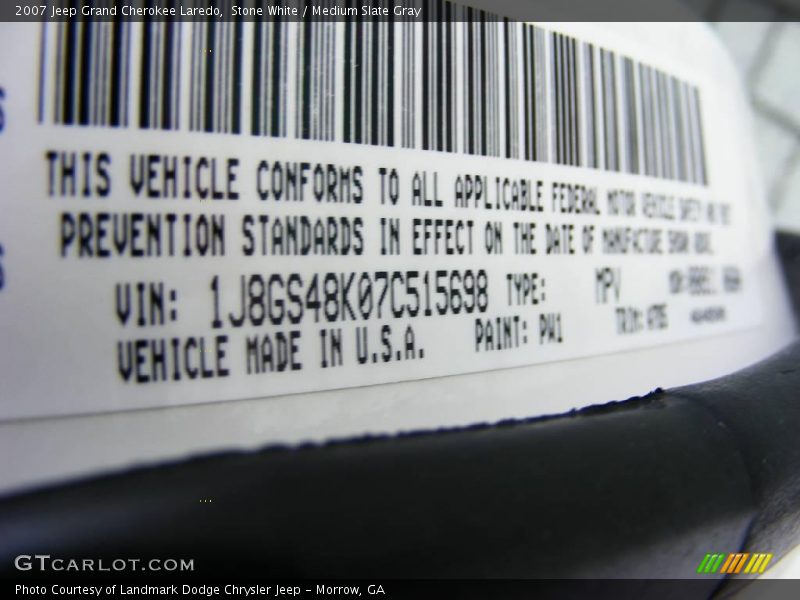 2007 Jeep Grand Cherokee Laredo, Stone White / Medium Slate Gray
THIS VEHICLE CONFORMS TO ALL APPLICABLE FEDERAL MOTOR VEHICLE SAFETY AND
PREVENTION STANDARDS IN EFFECT ON THE DATE OF MANUFACTURE SHOWN
VIN: 1J8GS48K07C515698 TYPE: MPV
VEHICLE MADE IN U.S.A. PAINT: PW1 TRIM:
GTCARLOT.COM
Photo Courtesy of Landmark Dodge Chrysler Jeep - Morrow, GA